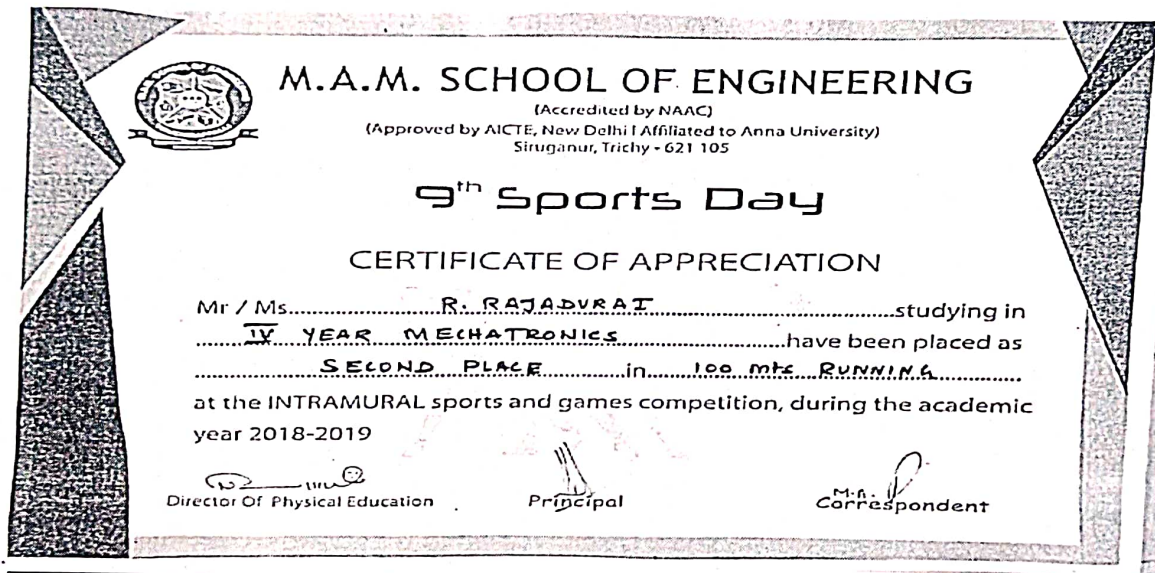 M.A.M. SCHOOL OF ENGINEERING
(Accredited by NAAC)
(Approved by AICTE, New Delhi I Affiliated to Anna University)
Siruganur, Trichy - 621 105
9th Sports Day
CERTIFICATE OF APPRECIATION
Mr / Ms. R. RAJADURAI studying in
IV YEAR MECHATRONICS have been placed as
SECOND PLACE in 100 mts RUNNING
at the INTRAMURAL sports and games competition, during the academic
year 2018-2019
Director Of Physical Education Principal Correspondent